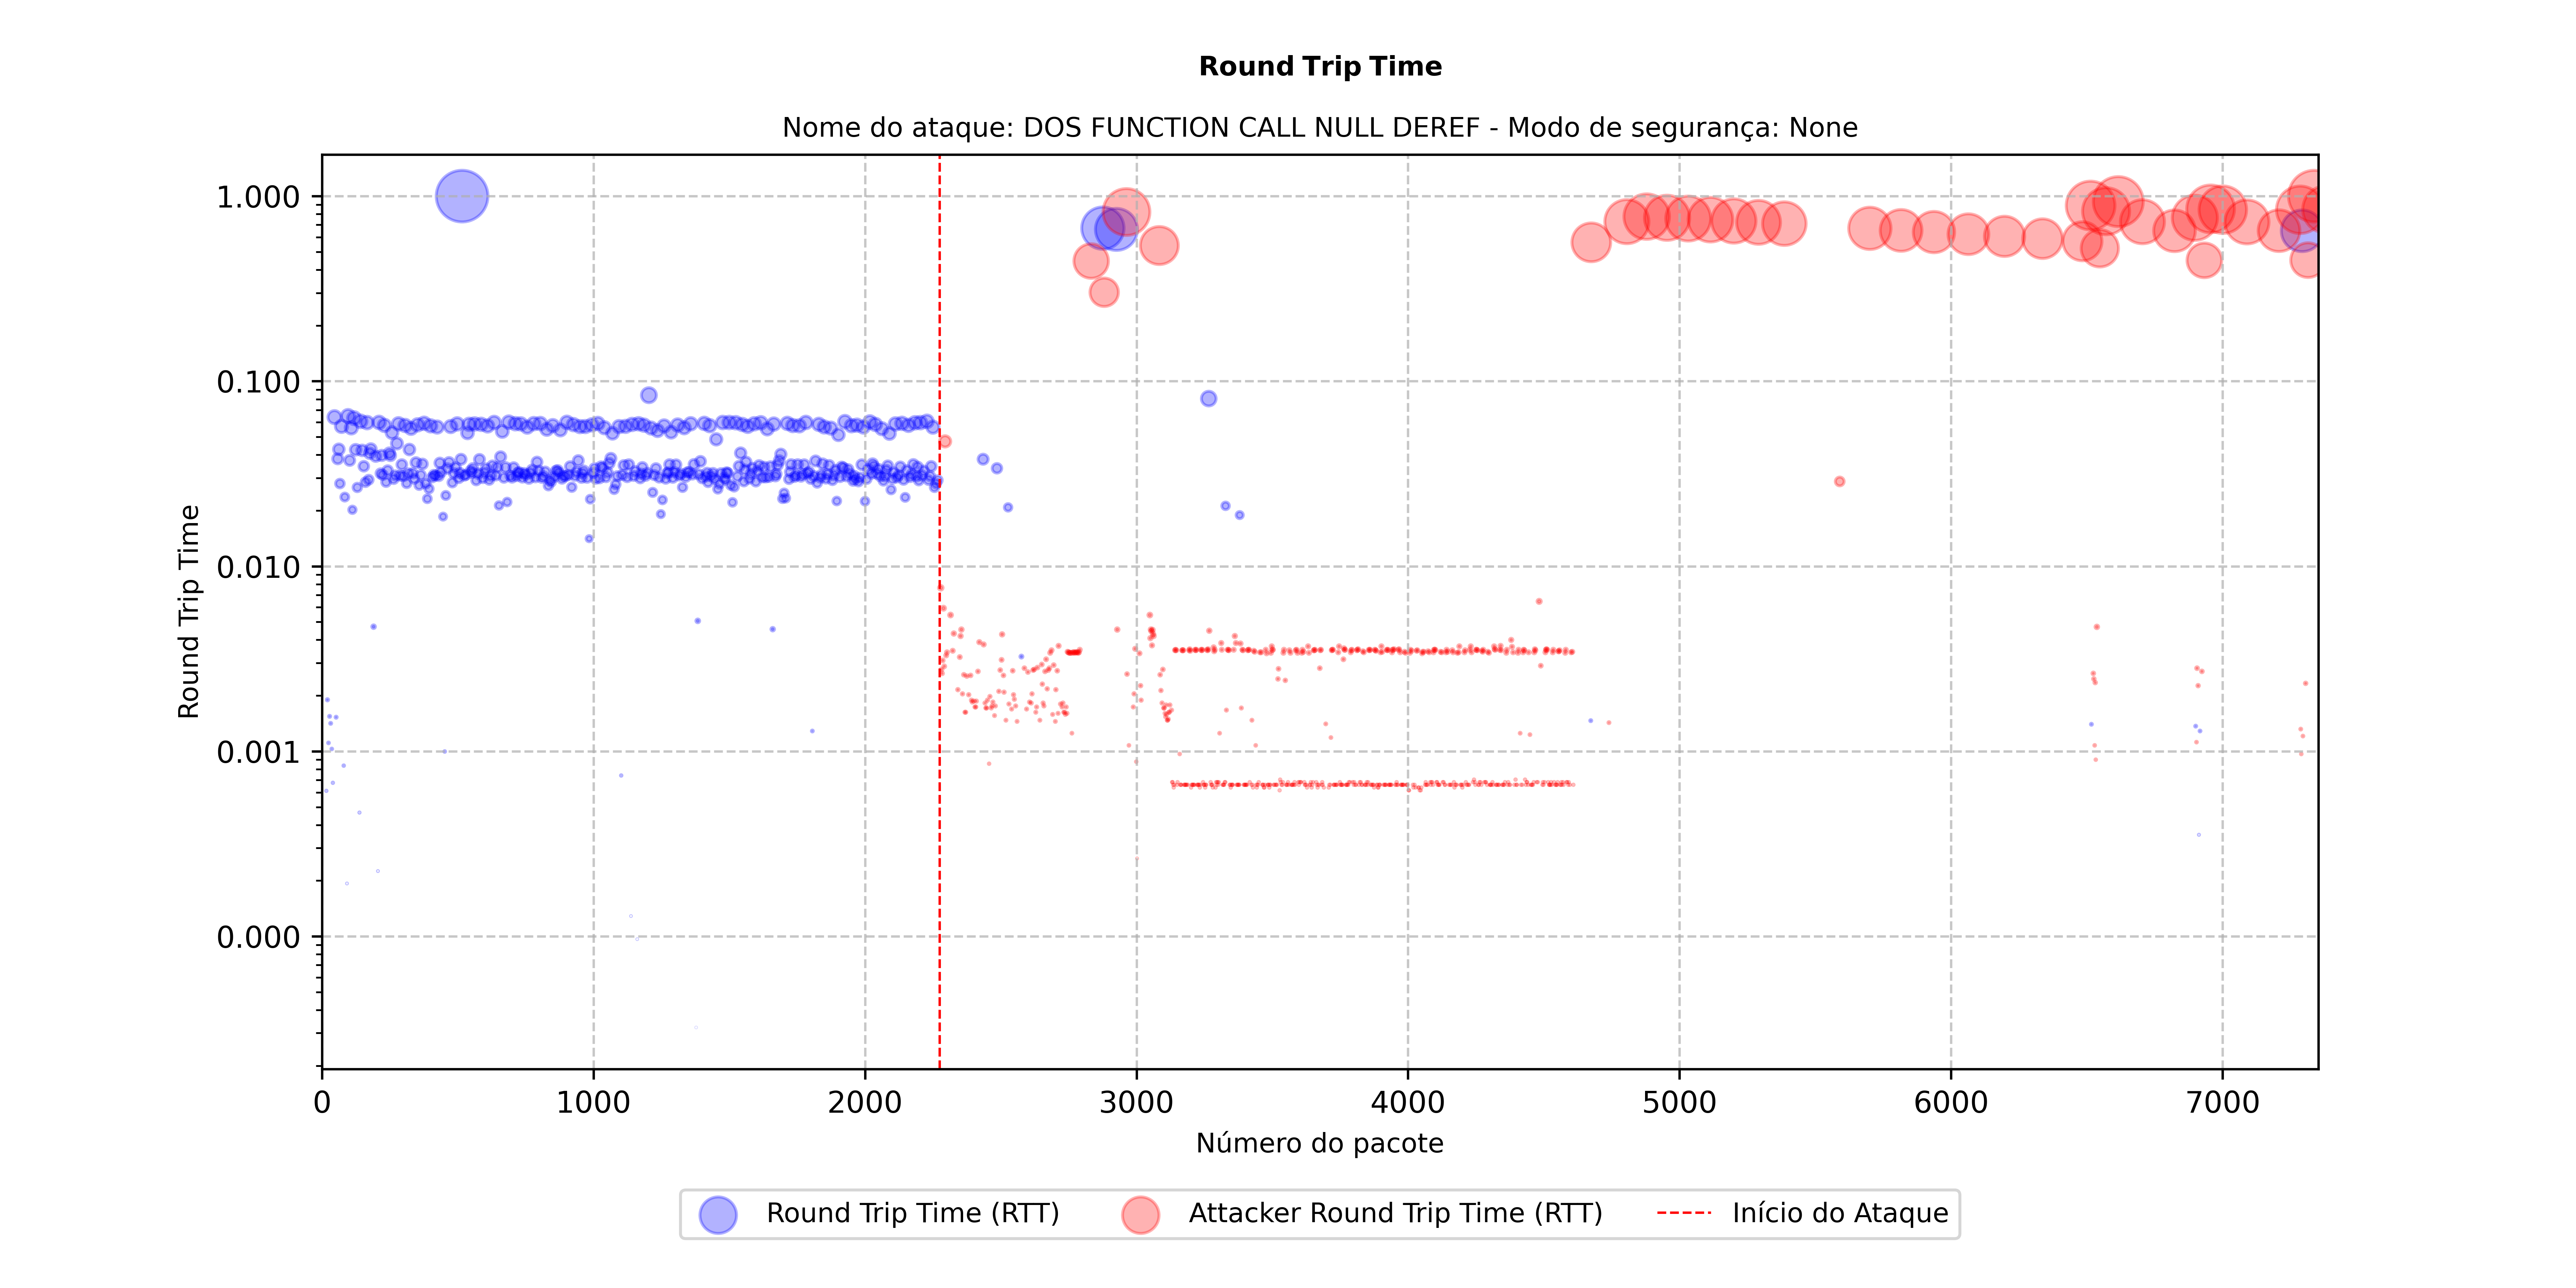 Round Trip Time
Nome do ataque: DOS FUNCTION CALL NULL DEREF - Modo de segurança: None
Round Trip Time
1.000
0.100
0.010
0.001
0.000
0 1000 2000 3000 4000 5000 6000 7000
Número do pacote
Round Trip Time (RTT) Attacker Round Trip Time (RTT) Início do Ataque